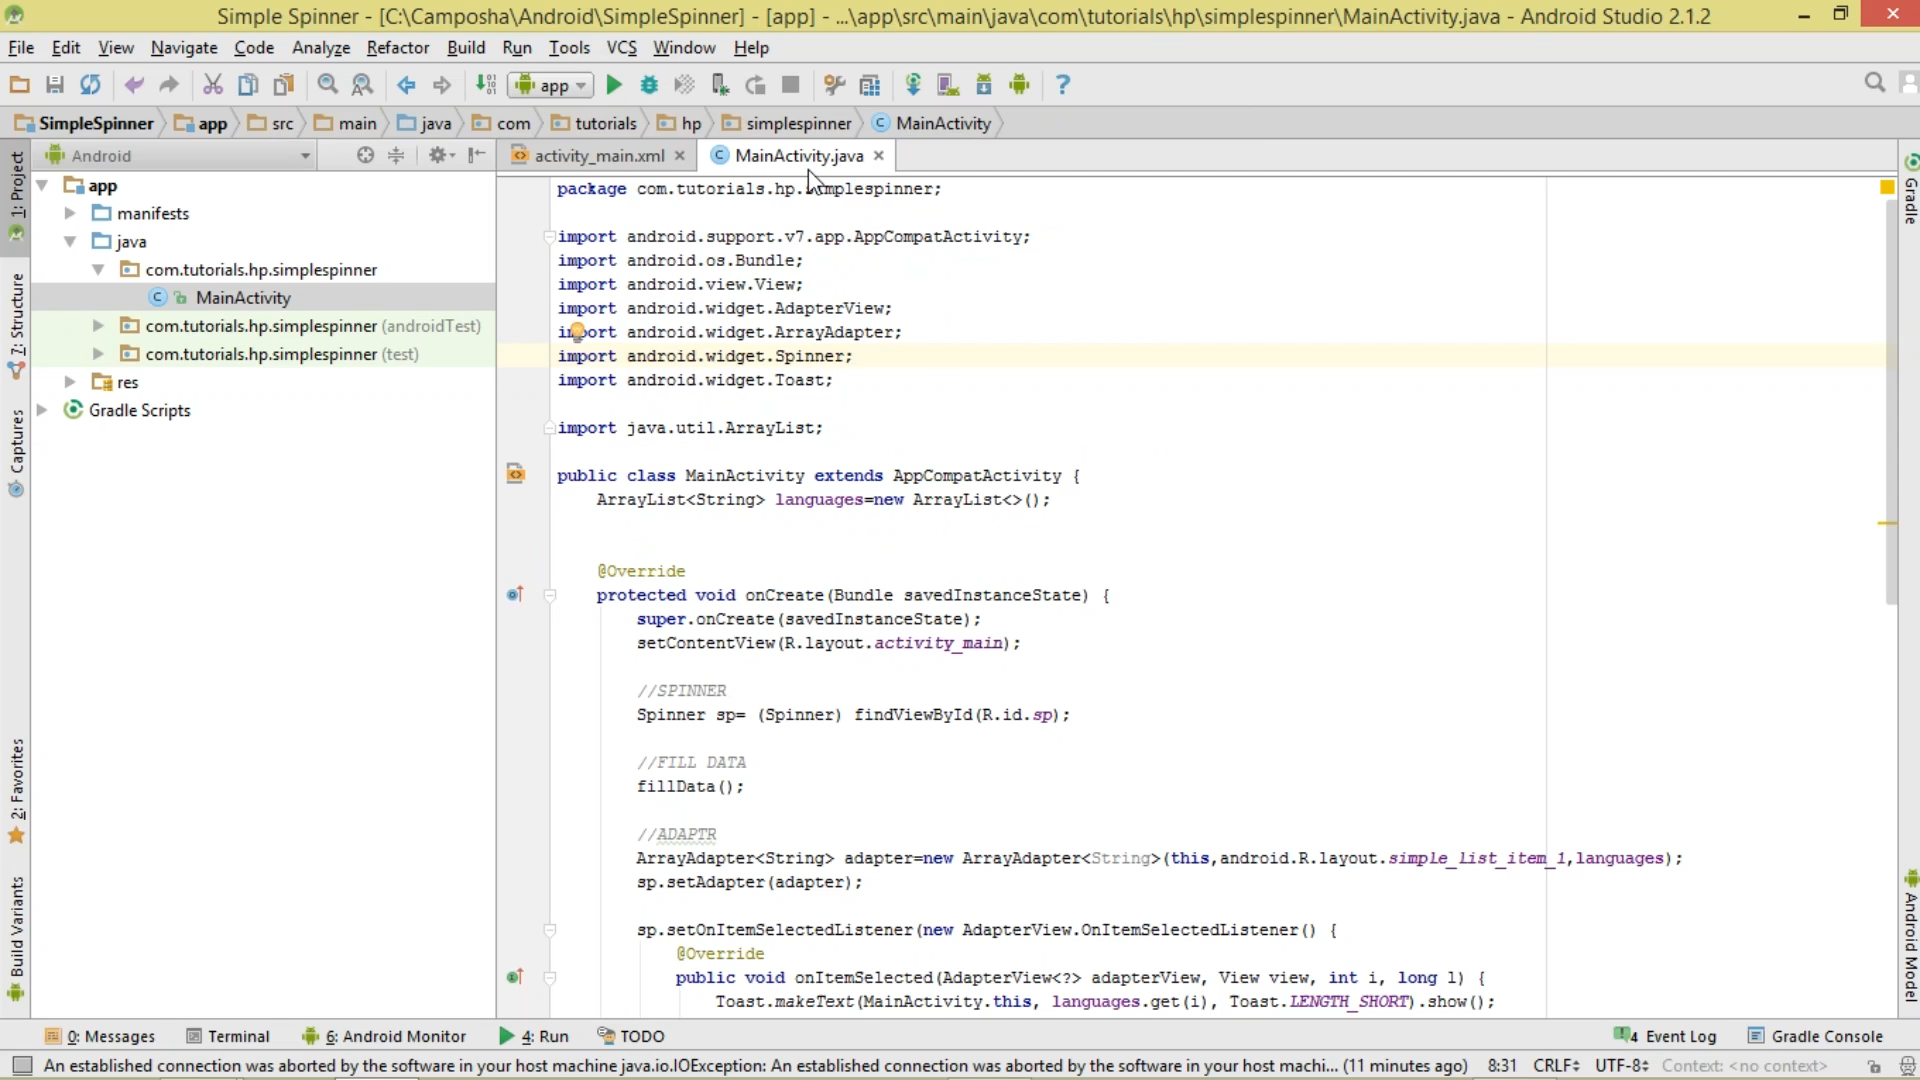 Simple Spinner - [C:\Camposha\Android\SimpleSpinner] - [app] - ...\app\src\main\java\com\tutorials\hp\simplespinner\MainActivity.java - Android Studio 2.1.2
File Edit View Navigate Code Analyze Refactor Build Run Tools VCS Window Help
app
SimpleSpinner app src main java com tutorials hp simplespinner MainActivity
Android
activity_main.xml MainActivity.java
1: Project
7: Structure
Captures
2: Favorites
Build Variants
app
manifests
java
com.tutorials.hp.simplespinner
MainActivity
com.tutorials.hp.simplespinner (androidTest)
com.tutorials.hp.simplespinner (test)
res
Gradle Scripts
package com.tutorials.hp.simplespinner;
import android.support.v7.app.AppCompatActivity;
import android.os.Bundle;
import android.view.View;
import android.widget.AdapterView;
import android.widget.ArrayAdapter;
import android.widget.Spinner;
import android.widget.Toast;
import java.util.ArrayList;
public class MainActivity extends AppCompatActivity {
ArrayList<String> languages=new ArrayList<>();
@Override
protected void onCreate(Bundle savedInstanceState) {
super.onCreate(savedInstanceState);
setContentView(R.layout.activity_main);
//SPINNER
Spinner sp= (Spinner) findViewById(R.id.sp);
//FILL DATA
fillData();
//ADAPTR
ArrayAdapter<String> adapter=new ArrayAdapter<String>(this,android.R.layout.simple_list_item_1,languages);
sp.setAdapter(adapter);
sp.setOnItemSelectedListener(new AdapterView.OnItemSelectedListener() {
@Override
public void onItemSelected(AdapterView<?> adapterView, View view, int i, long l) {
Toast.makeText(MainActivity.this, languages.get(i), Toast.LENGTH_SHORT).show();
Gradle
Android Model
0: Messages Terminal 6: Android Monitor 4: Run TODO 4 Event Log Gradle Console
An established connection was aborted by the software in your host machine java.io.IOException: An established connection was aborted by the software in your host machi... (11 minutes ago) 8:31 CRLF UTF-8 Context: <no context>